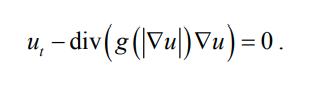 u_t − div(g(|∇u|)∇u) = 0 .